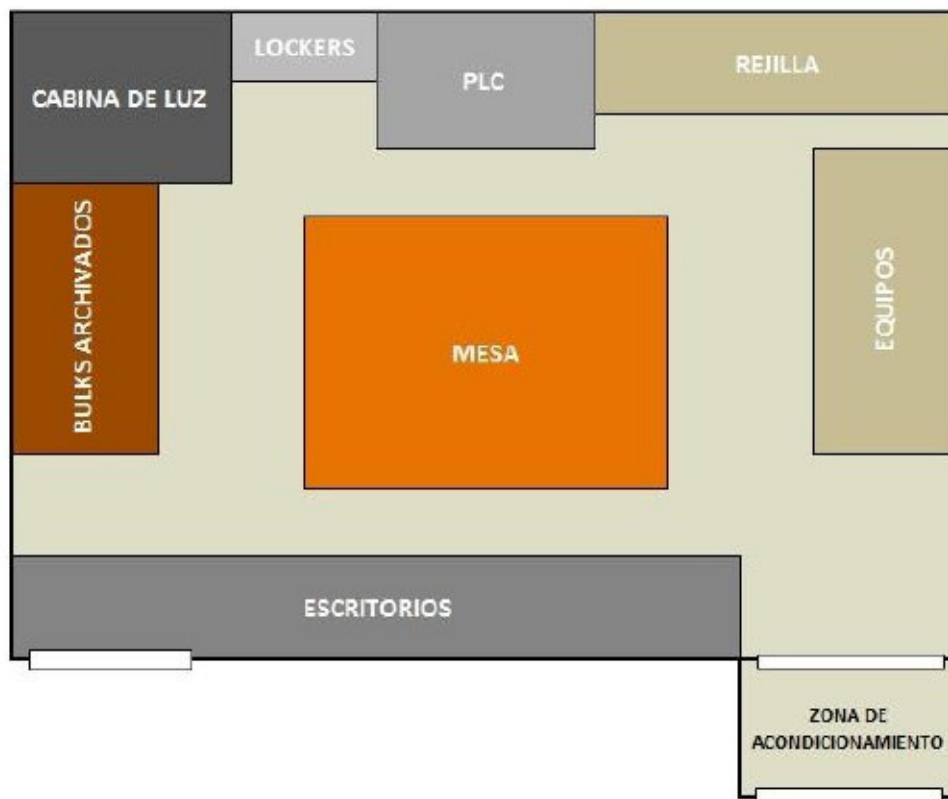 LOCKERS
CABINA DE LUZ
PLC
REJILLA
BULKS ARCHIVADOS
MESA
EQUIPOS
ESCRITORIOS
ZONA DE
ACONDICIONAMIENTO